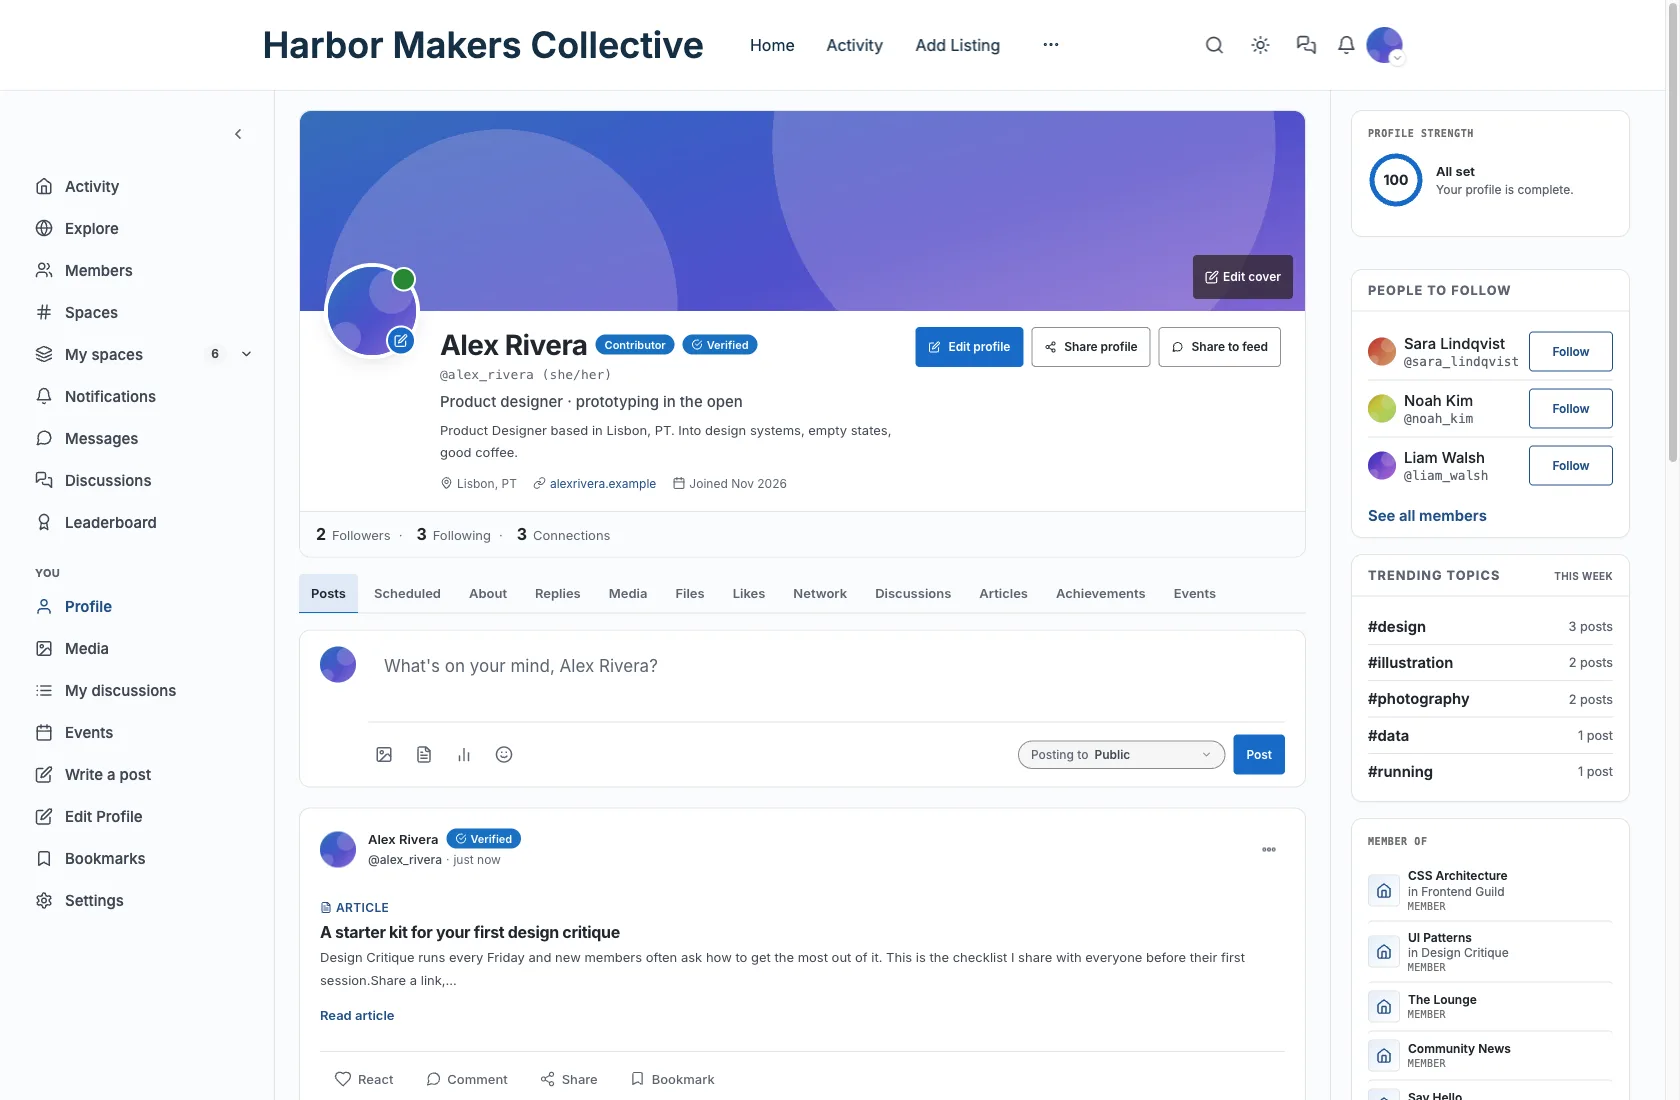 Harbor Makers Collective
Home
Activity
Add Listing
Activity
Explore
Members
Spaces
My spaces 6
Notifications
Messages
Discussions
Leaderboard
YOU
Profile
Media
My discussions
Events
Write a post
Edit Profile
Bookmarks
Settings
Edit cover
Alex Rivera Contributor Verified
Edit profile
Share profile
Share to feed
@alex_rivera (she/her)
Product designer · prototyping in the open
Product Designer based in Lisbon, PT. Into design systems, empty states,
good coffee.
Lisbon, PT alexrivera.example Joined Nov 2026
2 Followers · 3 Following · 3 Connections
Posts Scheduled About Replies Media Files Likes Network Discussions Articles Achievements Events
What's on your mind, Alex Rivera?
Posting to Public
Post
Alex Rivera Verified
@alex_rivera · just now
ARTICLE
A starter kit for your first design critique
Design Critique runs every Friday and new members often ask how to get the most out of it. This is the checklist I share with everyone before their first
session.Share a link,...
Read article
React Comment Share Bookmark
PROFILE STRENGTH
100
All set
Your profile is complete.
PEOPLE TO FOLLOW
Sara Lindqvist
@sara_lindqvist
Follow
Noah Kim
@noah_kim
Follow
Liam Walsh
@liam_walsh
Follow
See all members
TRENDING TOPICS THIS WEEK
#design 3 posts
#illustration 2 posts
#photography 2 posts
#data 1 post
#running 1 post
MEMBER OF
CSS Architecture
in Frontend Guild
MEMBER
UI Patterns
in Design Critique
MEMBER
The Lounge
MEMBER
Community News
MEMBER
Say Hello